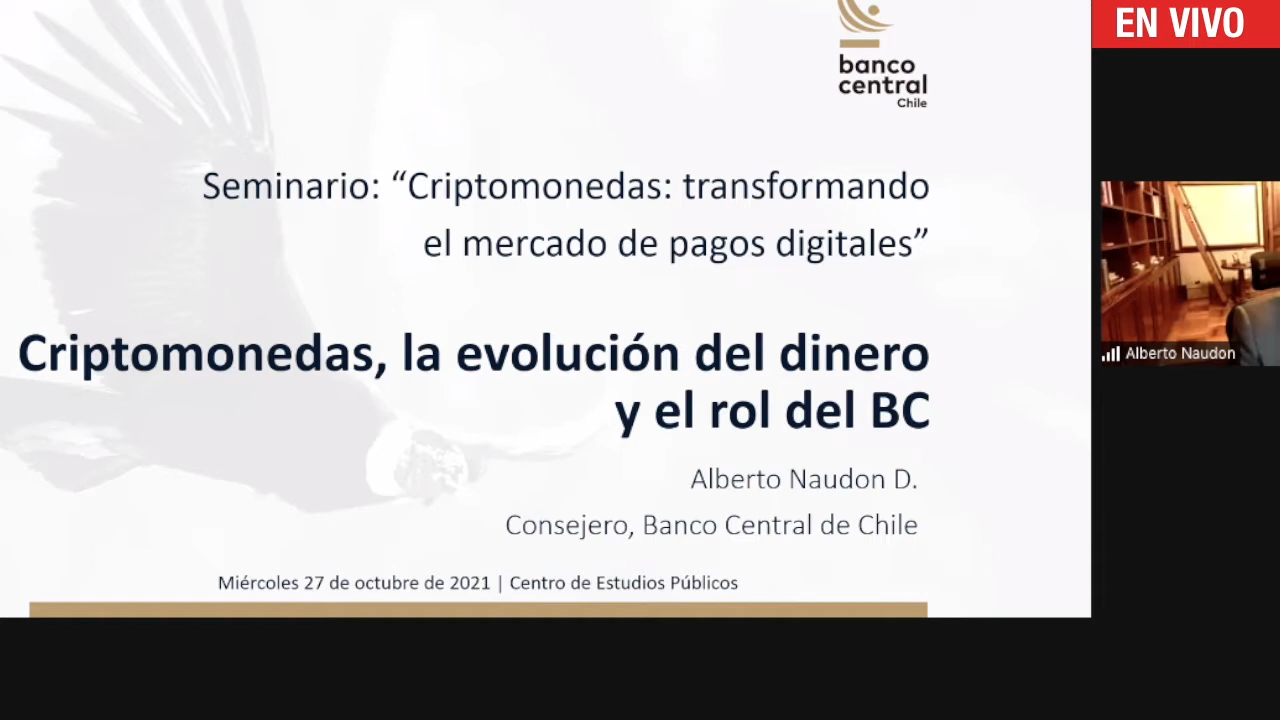 EN VIVO
banco
central
Chile
Seminario: “Criptomonedas: transformando
el mercado de pagos digitales”
Criptomonedas, la evolución del dinero
y el rol del BC
Alberto Naudon D.
Consejero, Banco Central de Chile
Miércoles 27 de octubre de 2021 | Centro de Estudios Públicos
Alberto Naudon